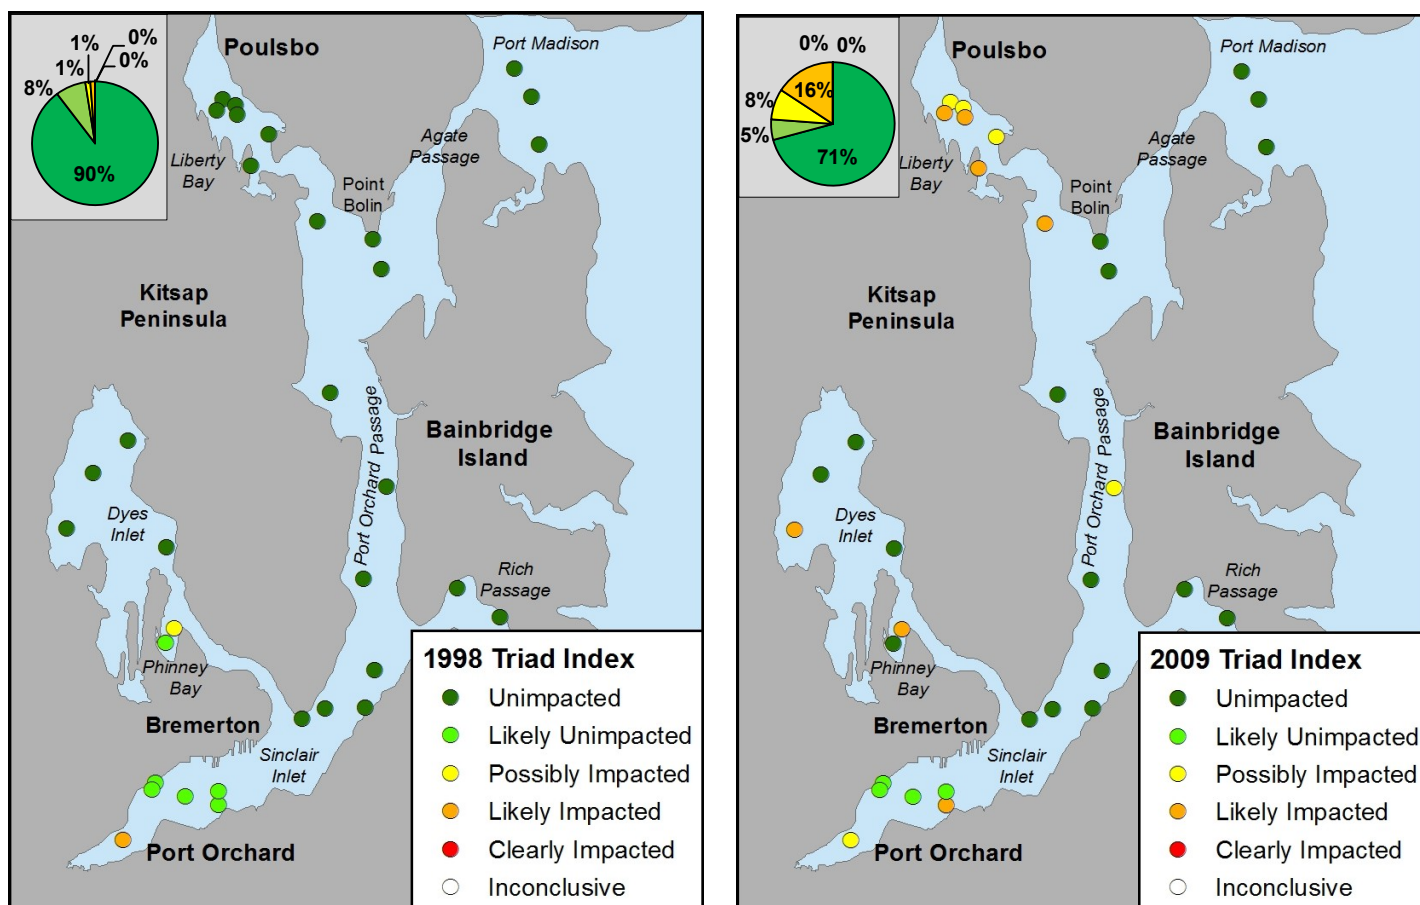 1%
0%
0%
1%
8%
90%
Poulsbo
Port Madison
Agate
Passage
Liberty
Bay
Point
Bolin
Kitsap
Peninsula
Port Orchard Passage
Bainbridge
Island
Dyes
Inlet
Rich
Passage
Phinney
Bay
Bremerton
Sinclair
Inlet
Port Orchard
1998 Triad Index
Unimpacted
Likely Unimpacted
Possibly Impacted
Likely Impacted
Clearly Impacted
Inconclusive
0% 0%
16%
8%
5%
71%
Poulsbo
Port Madison
Agate
Passage
Liberty
Bay
Point
Bolin
Kitsap
Peninsula
Port Orchard Passage
Bainbridge
Island
Dyes
Inlet
Rich
Passage
Phinney
Bay
Bremerton
Sinclair
Inlet
Port Orchard
2009 Triad Index
Unimpacted
Likely Unimpacted
Possibly Impacted
Likely Impacted
Clearly Impacted
Inconclusive